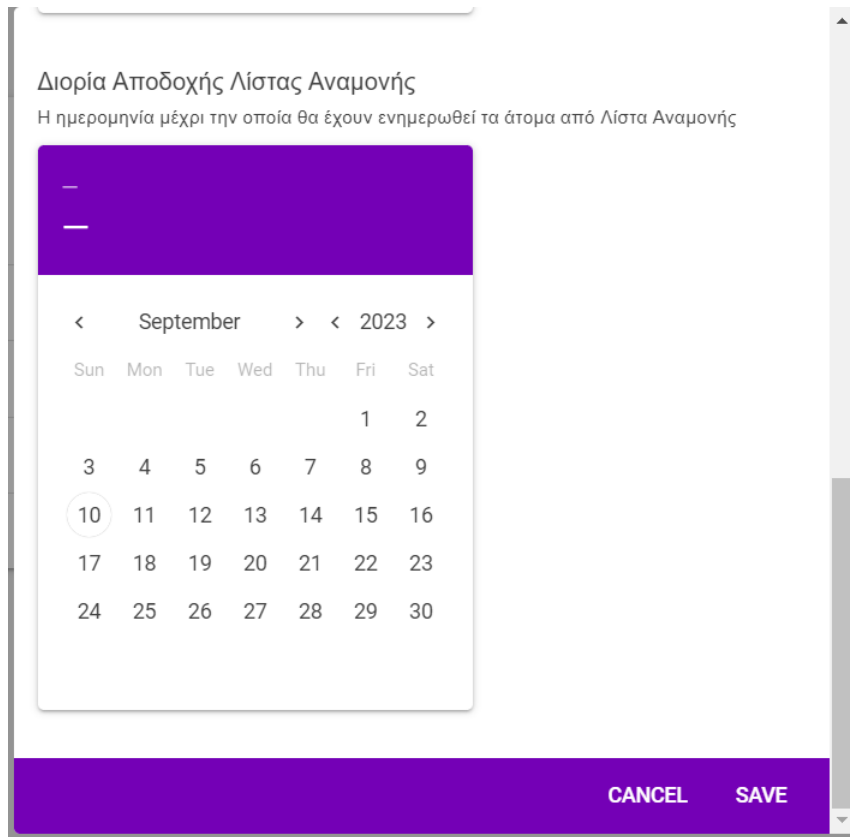 Διορία Αποδοχής Λίστας Αναμονής
Η ημερομηνία μέχρι την οποία θα έχουν ενημερωθεί τα άτομα από Λίστα Αναμονής
—
—
September 2023
Sun Mon Tue Wed Thu Fri Sat
1 2
3 4 5 6 7 8 9
10 11 12 13 14 15 16
17 18 19 20 21 22 23
24 25 26 27 28 29 30
CANCEL SAVE